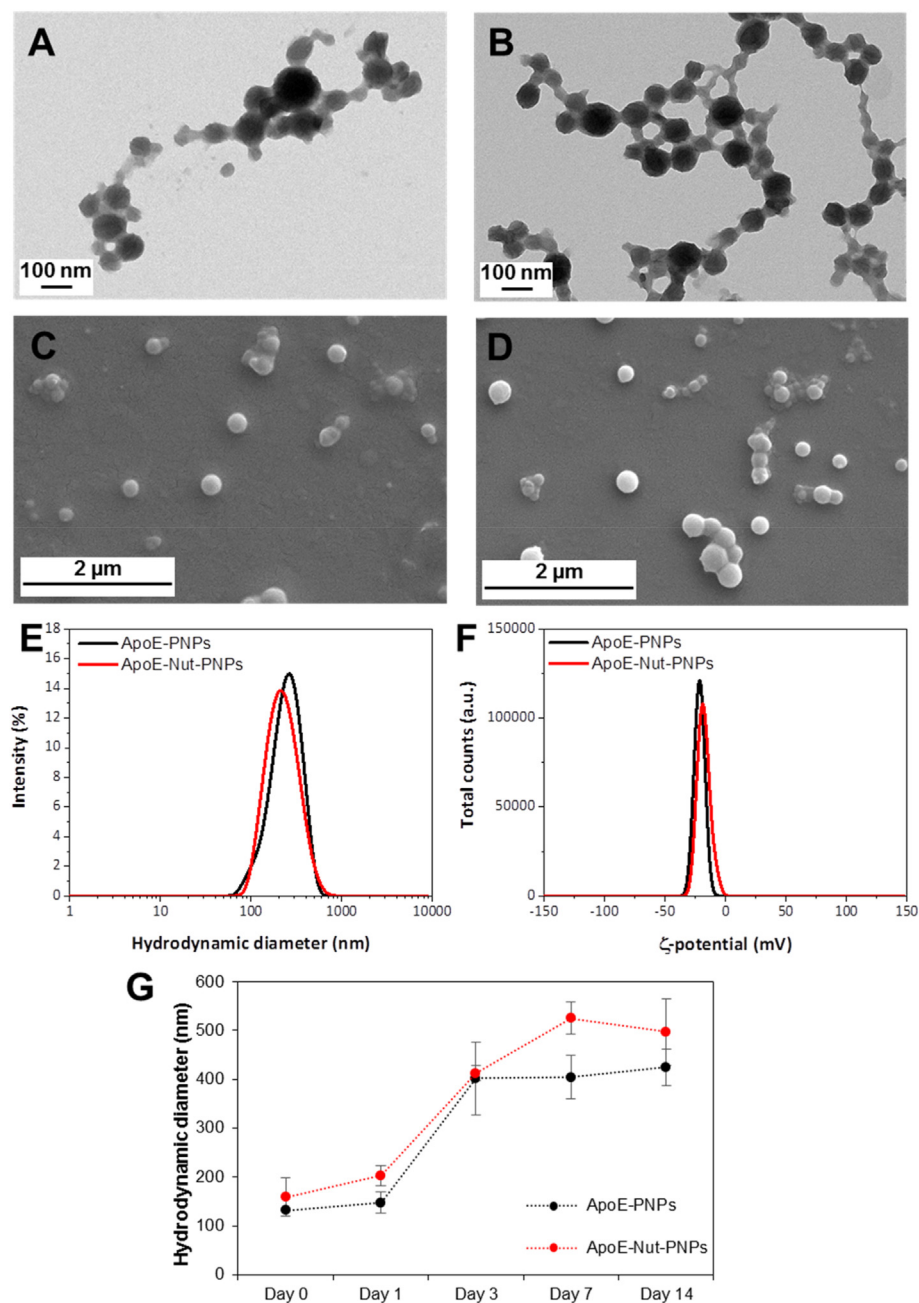 A
B
100 nm
100 nm
C
D
2 µm
2 µm
E
F
18
16
14
12
10
8
6
4
2
0
Intensity (%)
ApoE-PNPs
ApoE-Nut-PNPs
1
10
100
1000
10000
Hydrodynamic diameter (nm)
150000
100000
50000
0
Total counts (a.u.)
ApoE-PNPs
ApoE-Nut-PNPs
-150
-100
-50
0
50
100
150
ζ-potential (mV)
G
600
500
400
300
200
100
0
Hydrodynamic diameter (nm)
ApoE-PNPs
ApoE-Nut-PNPs
Day 0
Day 1
Day 3
Day 7
Day 14